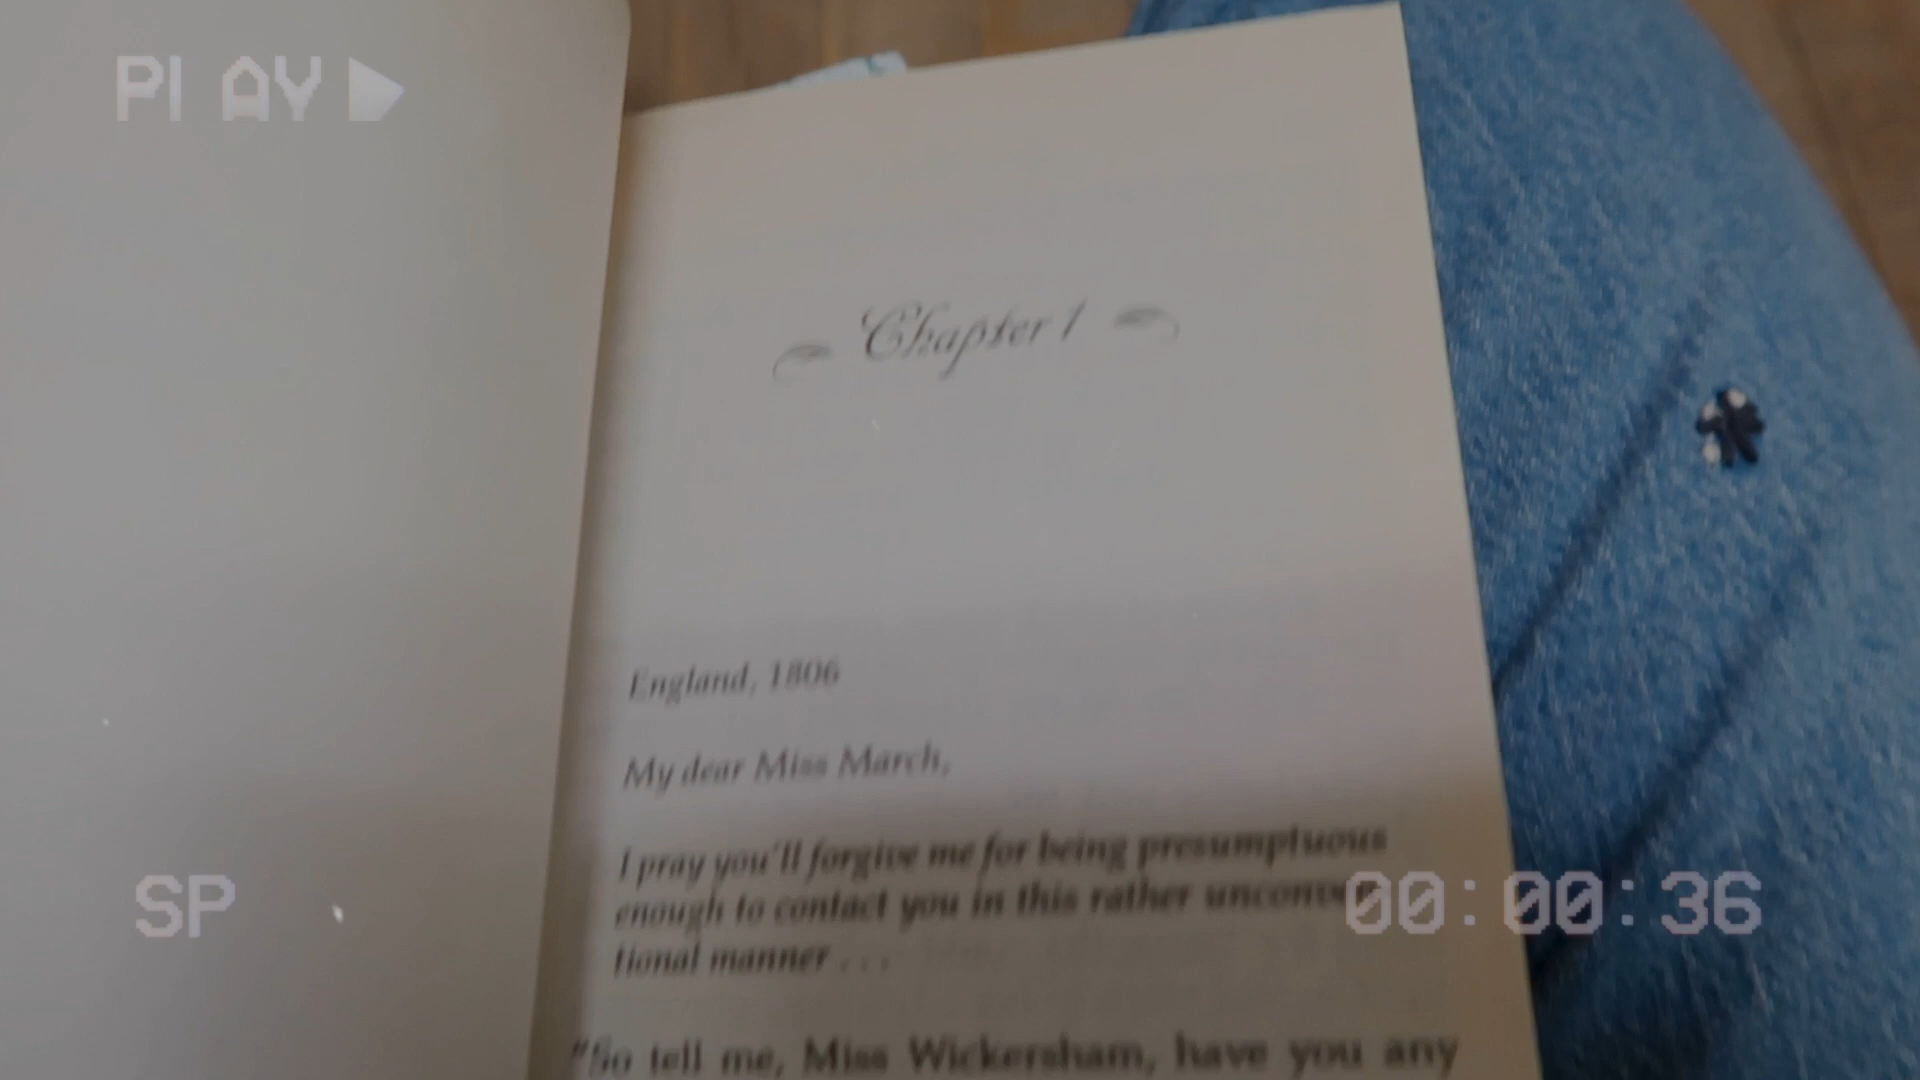 PLAY
Chapter 1
England, 1806
My dear Miss March,
I pray you'll forgive me for being presumptuous
enough to contact you in this rather unconven-
tional manner . . .
"So tell me, Miss Wickersham, have you any
SP
00:00:36